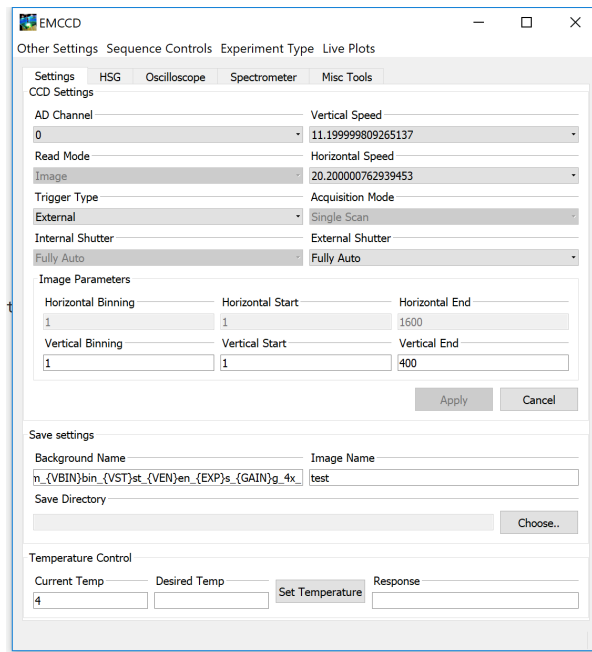 EMCCD
Other Settings Sequence Controls Experiment Type Live Plots
Settings HSG Oscilloscope Spectrometer Misc Tools
CCD Settings
AD Channel Vertical Speed
0 11.199999809265137
Read Mode Horizontal Speed
Image 20.200000762939453
Trigger Type Acquisition Mode
External Single Scan
Internal Shutter External Shutter
Fully Auto Fully Auto
Image Parameters
Horizontal Binning Horizontal Start Horizontal End
1 1 1600
Vertical Binning Vertical Start Vertical End
1 1 400
Apply Cancel
Save settings
Background Name Image Name
n_{VBIN}bin_{VST}st_{VEN}en_{EXP}s_{GAIN}g_4x_ test
Save Directory
Choose..
Temperature Control
Current Temp Desired Temp Set Temperature Response
4
t